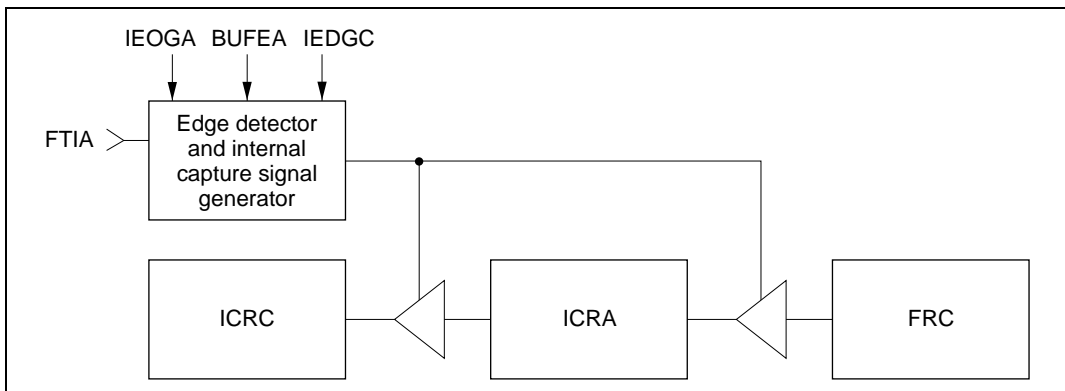 IEOGA BUFEA IEDGC
FTIA
Edge detector
and internal
capture signal
generator
ICRC ICRA FRC